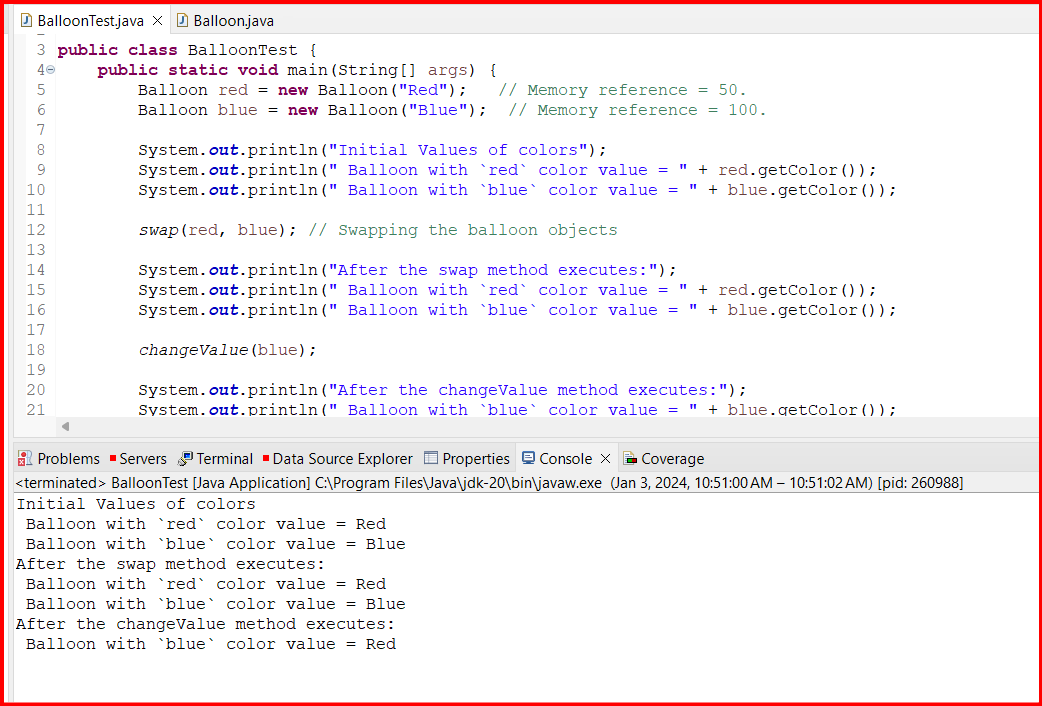 BalloonTest.java Balloon.java
3 public class BalloonTest {
4 public static void main(String[] args) {
5 Balloon red = new Balloon("Red"); // Memory reference = 50.
6 Balloon blue = new Balloon("Blue"); // Memory reference = 100.
7
8 System.out.println("Initial Values of colors");
9 System.out.println(" Balloon with `red` color value = " + red.getColor());
10 System.out.println(" Balloon with `blue` color value = " + blue.getColor());
11
12 swap(red, blue); // Swapping the balloon objects
13
14 System.out.println("After the swap method executes:");
15 System.out.println(" Balloon with `red` color value = " + red.getColor());
16 System.out.println(" Balloon with `blue` color value = " + blue.getColor());
17
18 changeValue(blue);
19
20 System.out.println("After the changeValue method executes:");
21 System.out.println(" Balloon with `blue` color value = " + blue.getColor());
Problems Servers Terminal Data Source Explorer Properties Console Coverage
<terminated> BalloonTest [Java Application] C:\Program Files\Java\jdk-20\bin\javaw.exe (Jan 3, 2024, 10:51:00 AM – 10:51:02 AM) [pid: 260988]
Initial Values of colors
Balloon with `red` color value = Red
Balloon with `blue` color value = Blue
After the swap method executes:
Balloon with `red` color value = Red
Balloon with `blue` color value = Blue
After the changeValue method executes:
Balloon with `blue` color value = Red